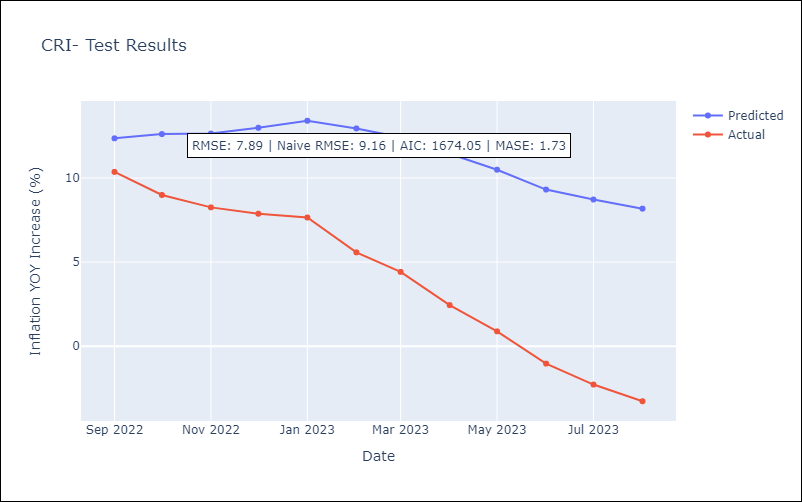 CRI- Test Results
Predicted
Actual
RMSE: 7.89 | Naive RMSE: 9.16 | AIC: 1674.05 | MASE: 1.73
Inflation YOY Increase (%)
10
5
0
Sep 2022
Nov 2022
Jan 2023
Mar 2023
May 2023
Jul 2023
Date